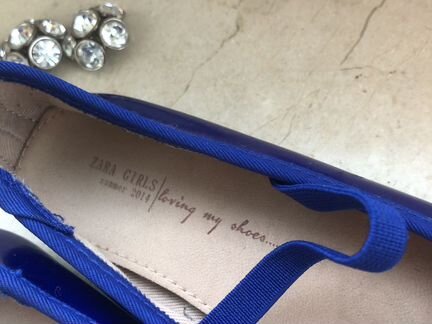 ZARA GIRLS
summer 2014
loving my shoes....